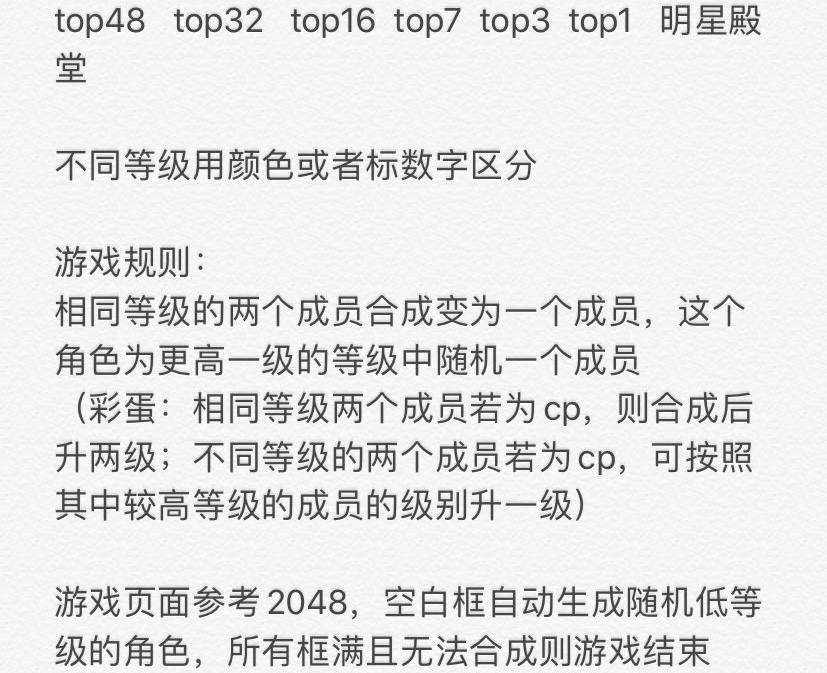 top48 top32 top16 top7 top3 top1 明星殿
堂
不同等级用颜色或者标数字区分
游戏规则：
相同等级的两个成员合成变为一个成员，这个
角色为更高一级的等级中随机一个成员
（彩蛋：相同等级两个成员若为cp，则合成后
升两级；不同等级的两个成员若为cp，可按照
其中较高等级的成员的级别升一级）
游戏页面参考2048，空白框自动生成随机低等
级的角色，所有框满且无法合成则游戏结束